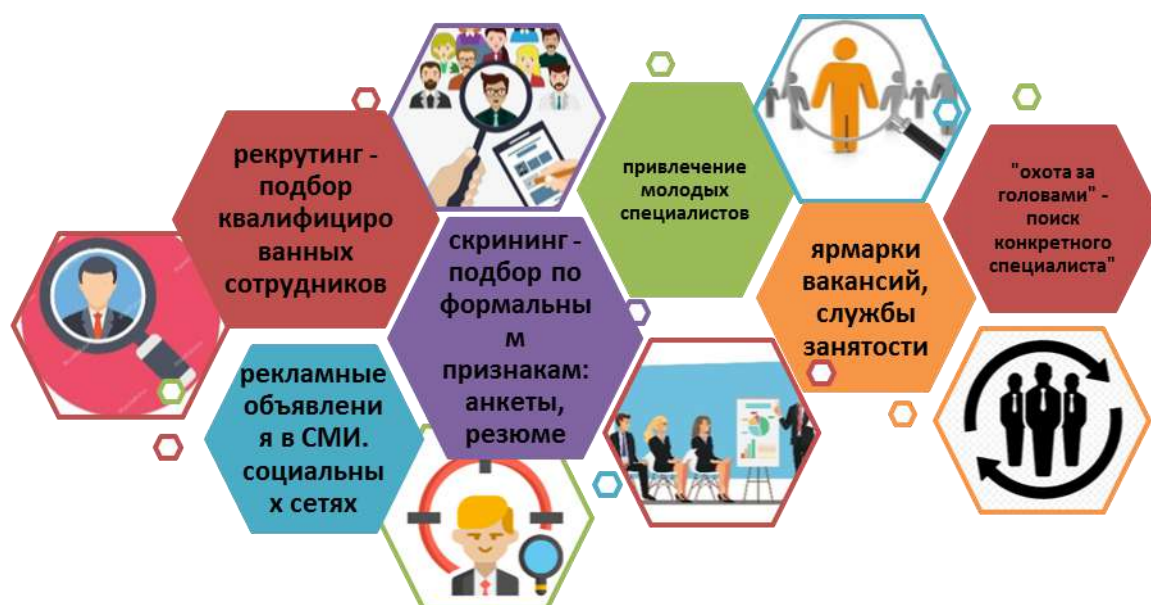 рекрутинг -
подбор
квалифициро
ванных
сотрудников
рекламные
объявлени
я в СМИ.
социальны
х сетях
скрининг -
подбор по
формальны
м
признакам:
анкеты,
резюме
привлечение
молодых
специалистов
ярмарки
вакансий,
службы
занятости
"охота за
головами" -
поиск
конкретного
специалиста"